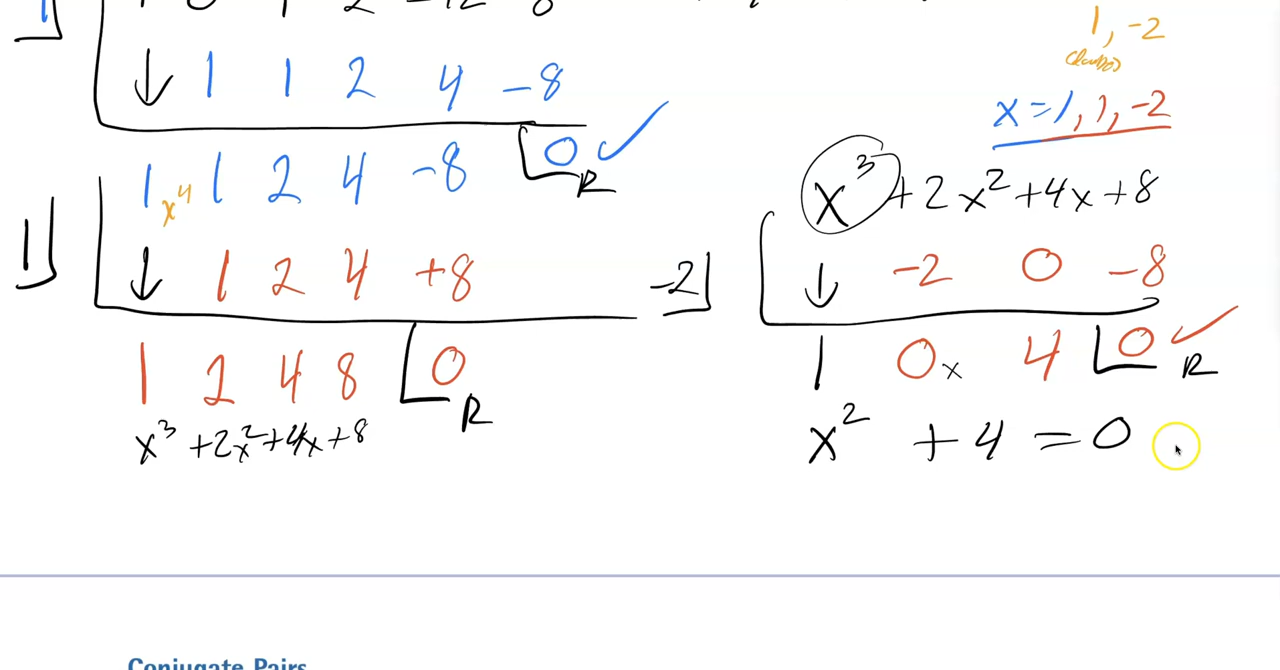 1, -2
(double)
↓ 1 1 2 4 -8
x = 1, 1, -2
1 x⁴ 1 2 4 -8 0 R ✓
1 ↓ 1 2 4 +8
1 2 4 8 0 R
x³ + 2x² + 4x + 8
x³ + 2x² + 4x + 8
-2 ↓ -2 0 -8
1 0x 4 0 R ✓
x² + 4 = 0
Conjugate Pairs